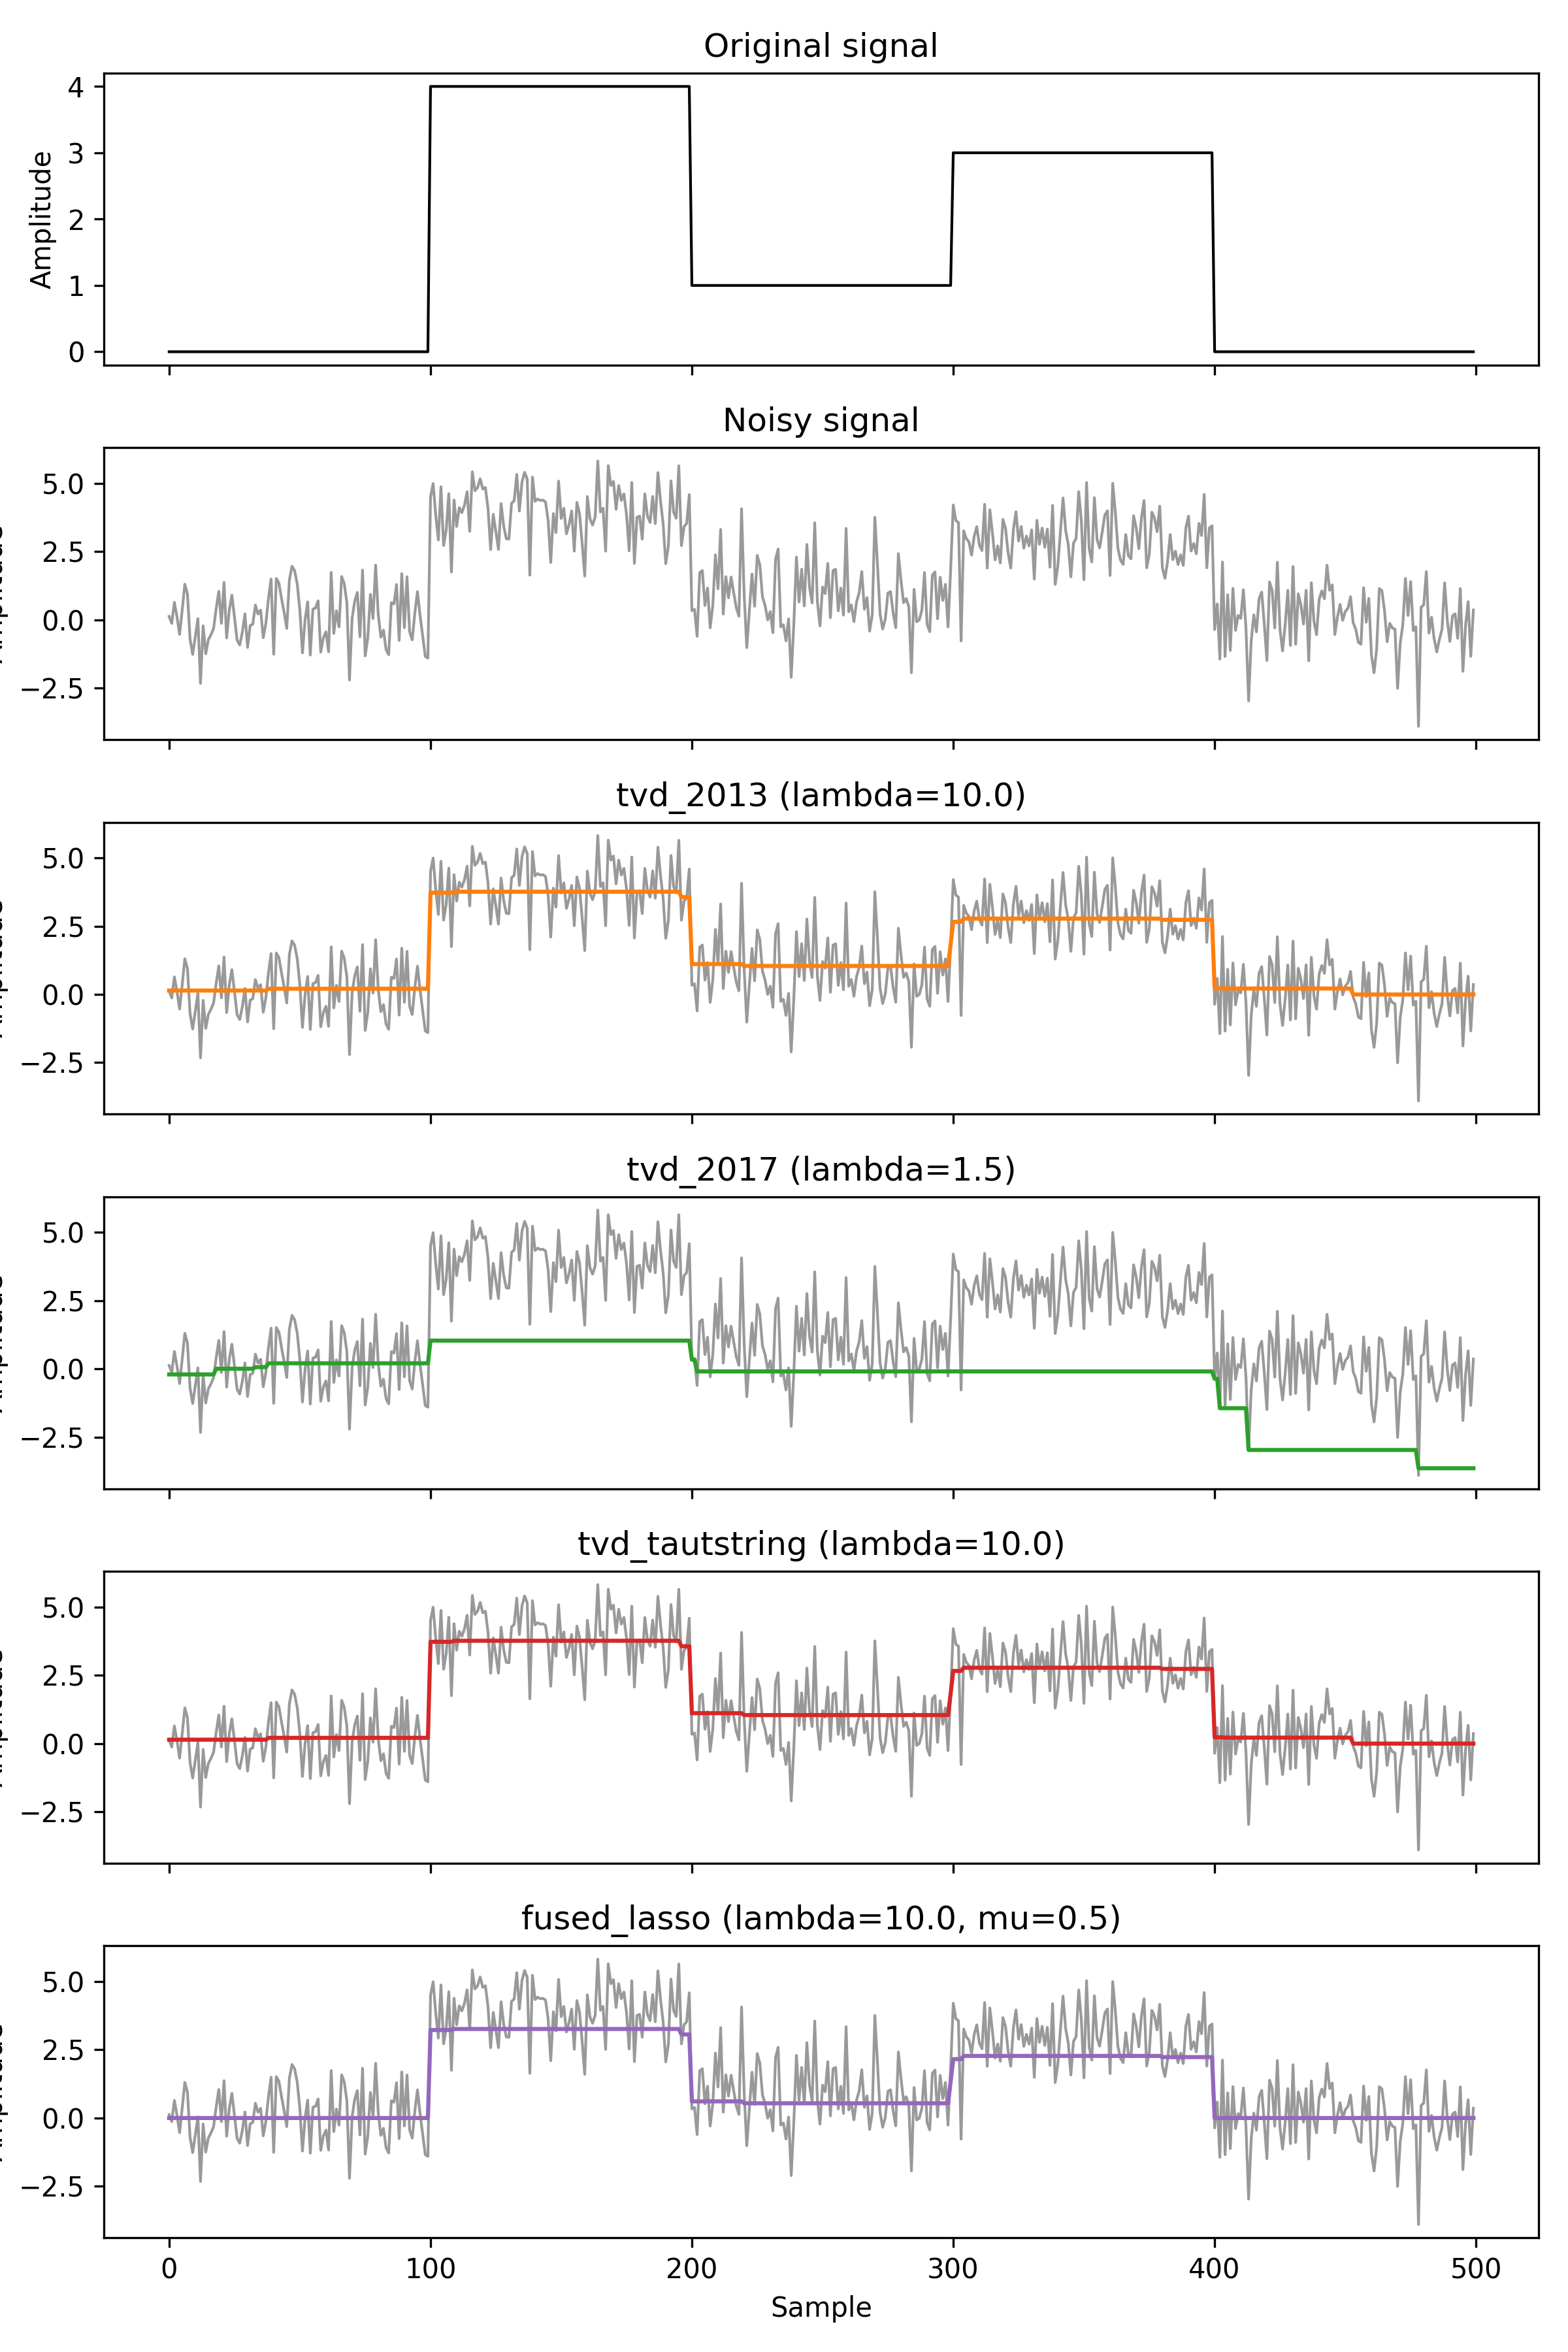 Original signal
4
3
2
1
0
Amplitude
Noisy signal
5.0
2.5
0.0
−2.5
tvd_2013 (lambda=10.0)
5.0
2.5
0.0
−2.5
tvd_2017 (lambda=1.5)
5.0
2.5
0.0
−2.5
tvd_tautstring (lambda=10.0)
5.0
2.5
0.0
−2.5
fused_lasso (lambda=10.0, mu=0.5)
5.0
2.5
0.0
−2.5
0 100 200 300 400 500
Sample